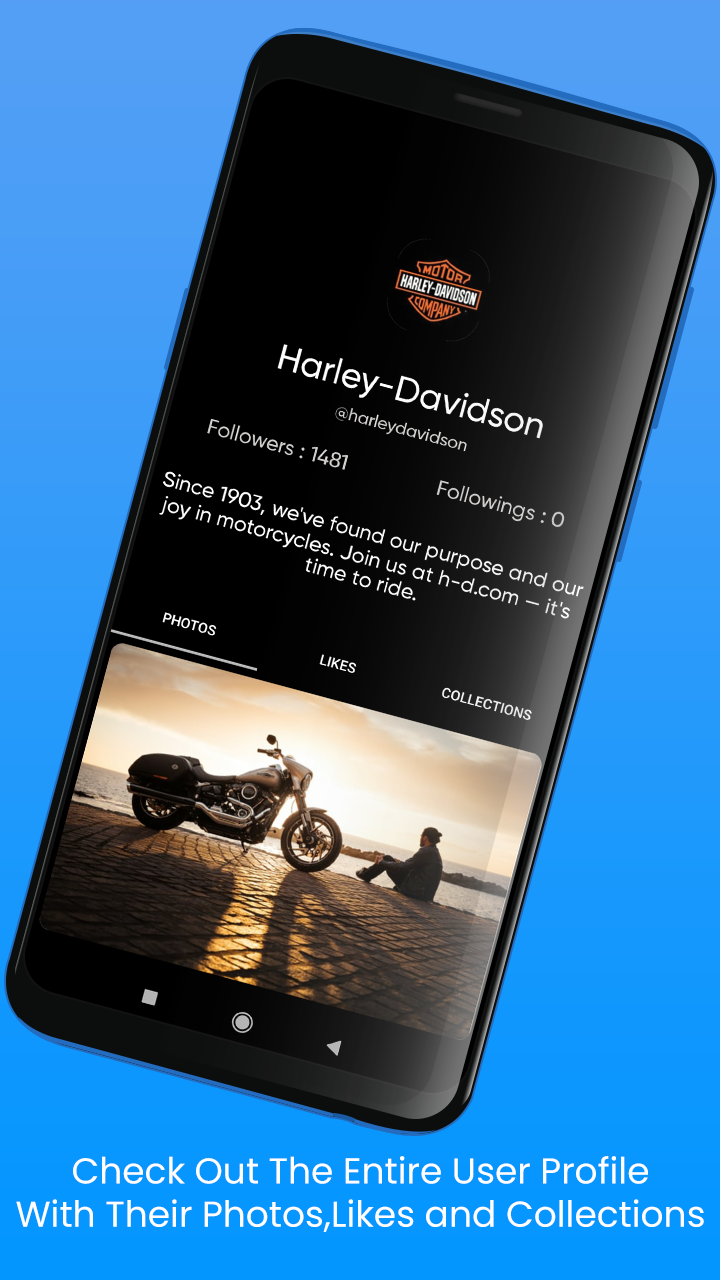 MOTOR
HARLEY-DAVIDSON
COMPANY
Harley-Davidson
@harleydavidson
Followers : 1481
Followings : 0
Since 1903, we've found our purpose and our
joy in motorcycles. Join us at h-d.com — it's
time to ride.
PHOTOS
LIKES
COLLECTIONS
Check Out The Entire User Profile
With Their Photos,Likes and Collections